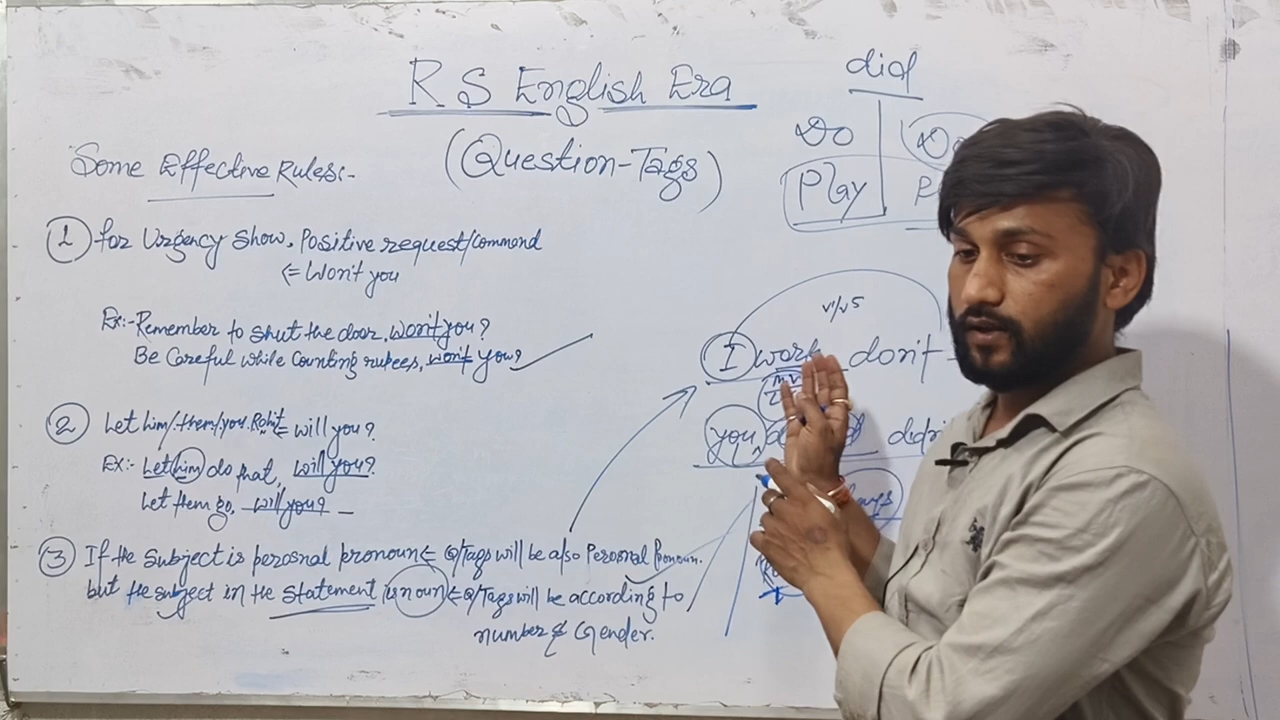 R S English Era
(Question-Tags)
Some Effective Rules:-
1 for Urgency show, Positive request/command
<= Won't you
Ex:- Remember to shut the door, won't you?
Be Careful while counting rupees, won't you?
2 Let him/them/you. <= will you?
Ex:- Let him do that, will you?
Let them go, will you?
3 If the subject is perosnal pronoun <= Q/Tags will be also Perosnal Pronoun.
but the subject in the statement is noun <= Q/Tags will be according to
number & Gender.
did
Do
Play
v1/v5
I work don't
you